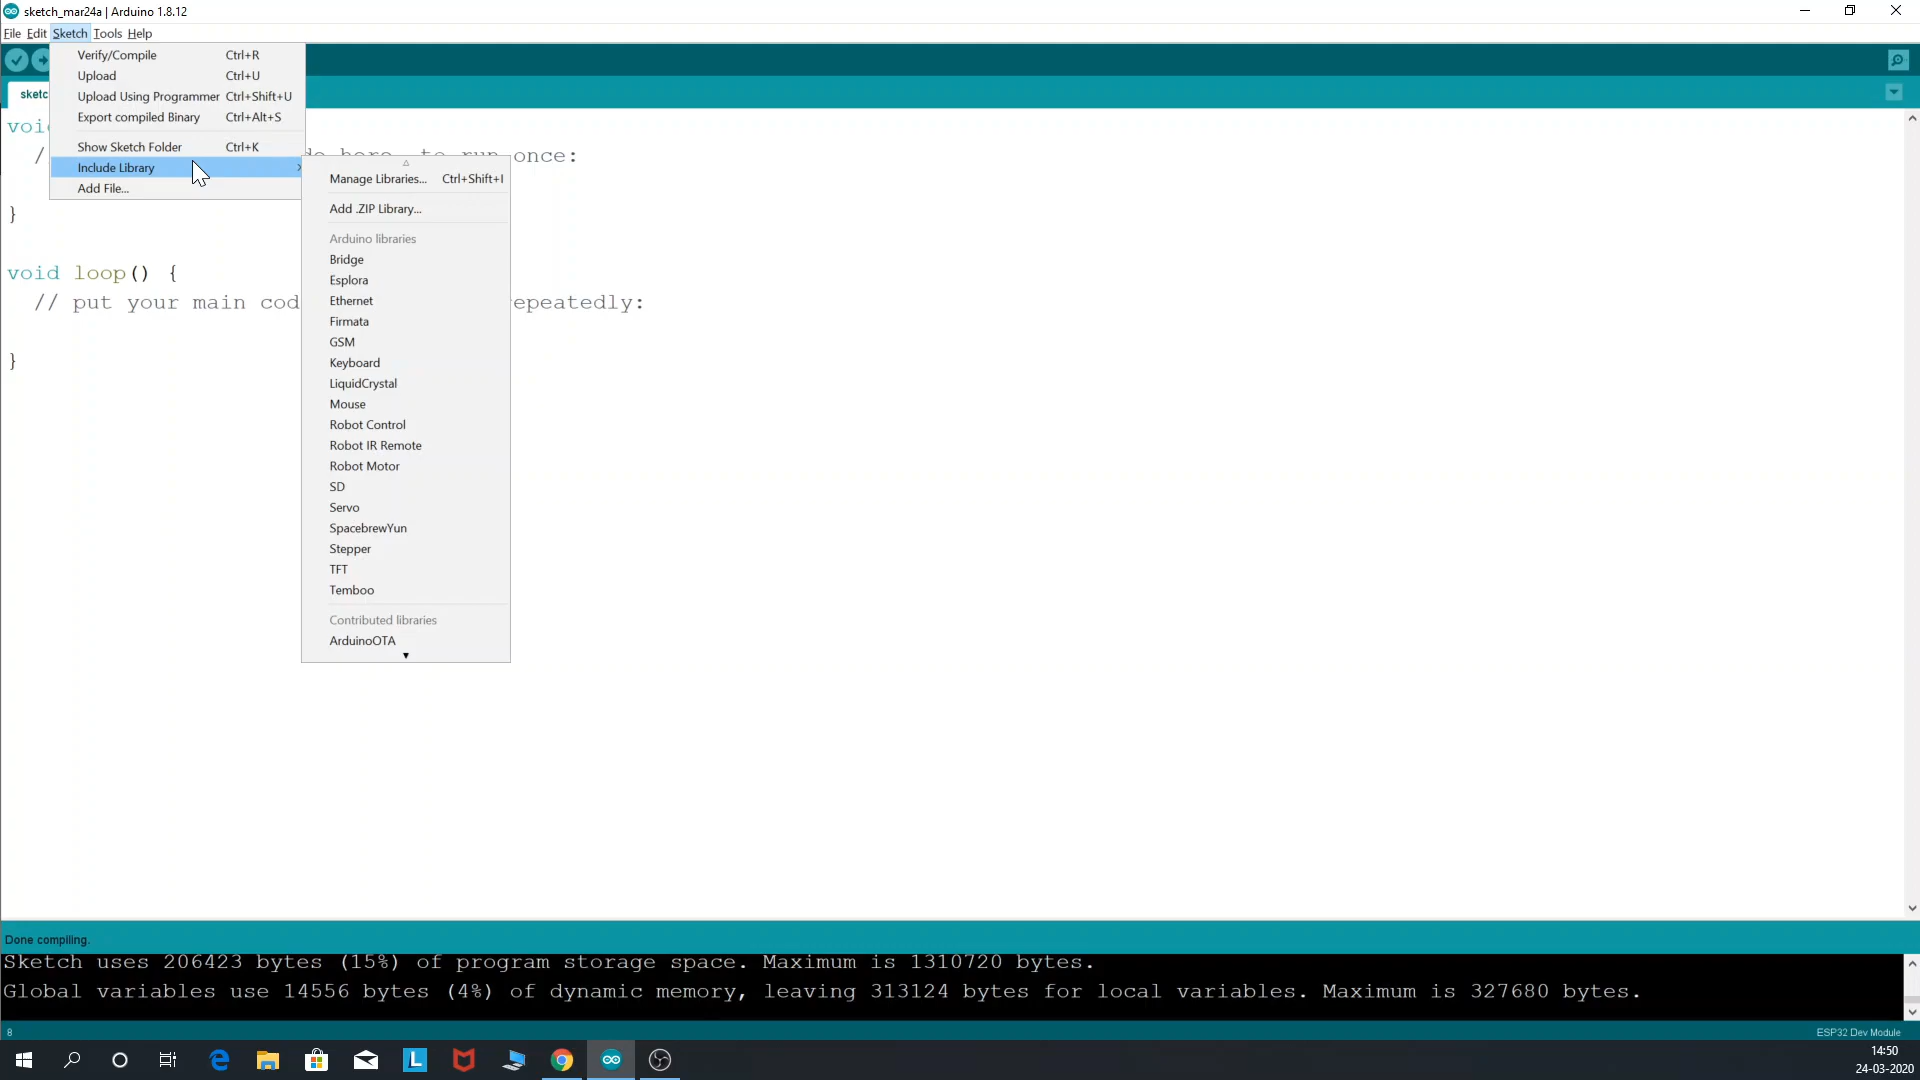 sketch_mar24a | Arduino 1.8.12
File Edit Sketch Tools Help
Verify/Compile Ctrl+R
Upload Ctrl+U
Upload Using Programmer Ctrl+Shift+U
Export compiled Binary Ctrl+Alt+S
Show Sketch Folder Ctrl+K
Include Library
Add File...
Manage Libraries... Ctrl+Shift+I
Add .ZIP Library...
Arduino libraries
Bridge
Esplora
Ethernet
Firmata
GSM
Keyboard
LiquidCrystal
Mouse
Robot Control
Robot IR Remote
Robot Motor
SD
Servo
SpacebrewYun
Stepper
TFT
Temboo
Contributed libraries
ArduinoOTA
sketc
voi
/ to run once:
}
void loop() {
// put your main cod epeatedly:
}
Done compiling.
Sketch uses 206423 bytes (15%) of program storage space. Maximum is 1310720 bytes.
Global variables use 14556 bytes (4%) of dynamic memory, leaving 313124 bytes for local variables. Maximum is 327680 bytes.
8
ESP32 Dev Module
14:50
24-03-2020